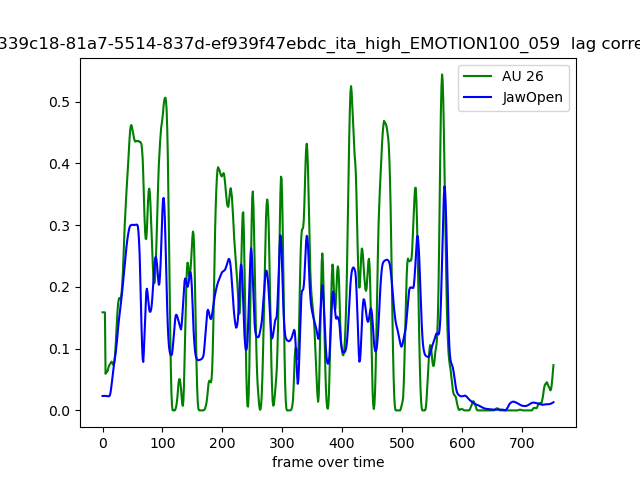 339c18-81a7-5514-837d-ef939f47ebdc_ita_high_EMOTION100_059 lag corre
AU 26
JawOpen
0.5
0.4
0.3
0.2
0.1
0.0
0 100 200 300 400 500 600 700
frame over time